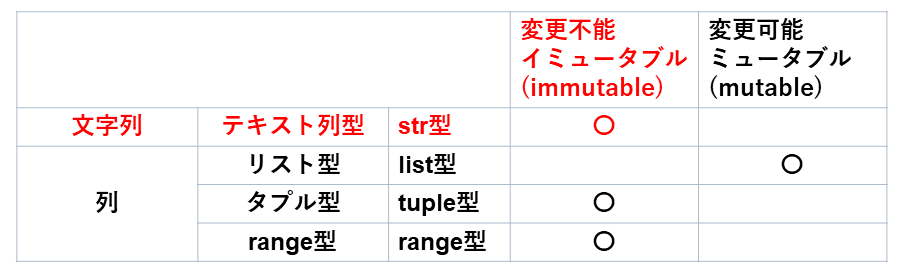 変更不能
イミュータブル
(immutable)
変更可能
ミュータブル
(mutable)
文字列 テキスト列型 str型 〇
列 リスト型 list型 〇
タプル型 tuple型 〇
range型 range型 〇